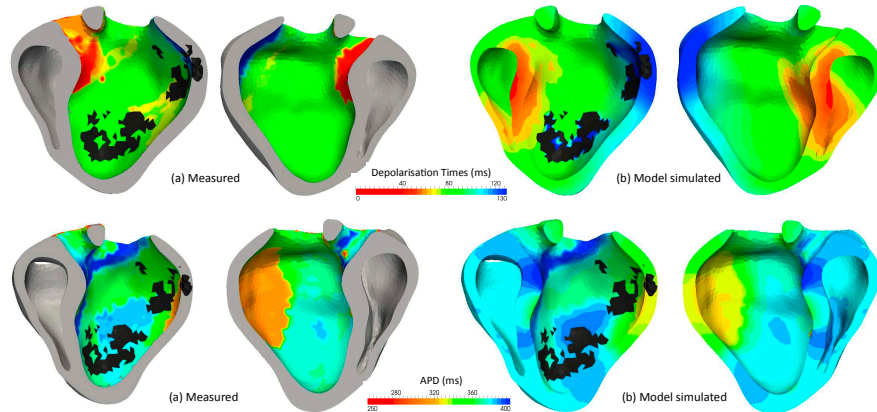 (a) Measured
Depolarisation Times (ms)
0 40 80 120 130
(b) Model simulated
(a) Measured
APD (ms)
250 280 320 360 400
(b) Model simulated